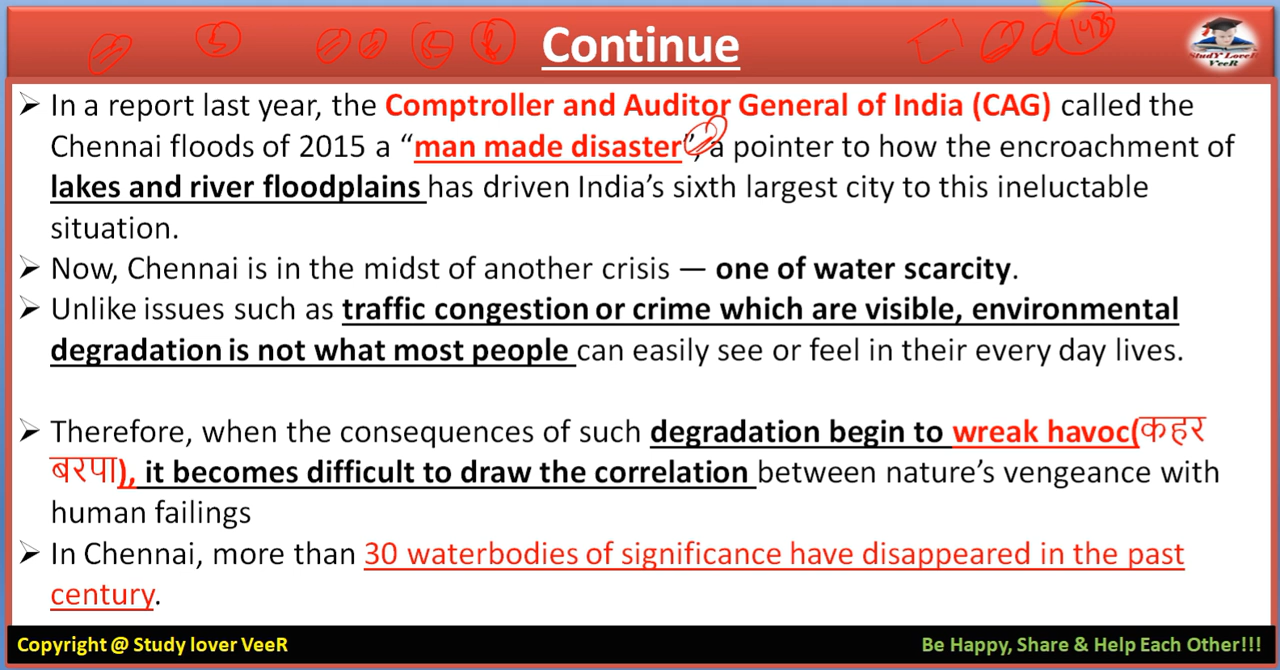 Continue
148
StudY LoveR
VeeR
➤ In a report last year, the Comptroller and Auditor General of India (CAG) called the
Chennai floods of 2015 a “man made disaster”, a pointer to how the encroachment of
lakes and river floodplains has driven India’s sixth largest city to this ineluctable
situation.
➤ Now, Chennai is in the midst of another crisis — one of water scarcity.
➤ Unlike issues such as traffic congestion or crime which are visible, environmental
degradation is not what most people can easily see or feel in their every day lives.
➤ Therefore, when the consequences of such degradation begin to wreak havoc(कहर
बरपा), it becomes difficult to draw the correlation between nature’s vengeance with
human failings
➤ In Chennai, more than 30 waterbodies of significance have disappeared in the past
century.
Copyright @ Study lover VeeR
Be Happy, Share & Help Each Other!!!